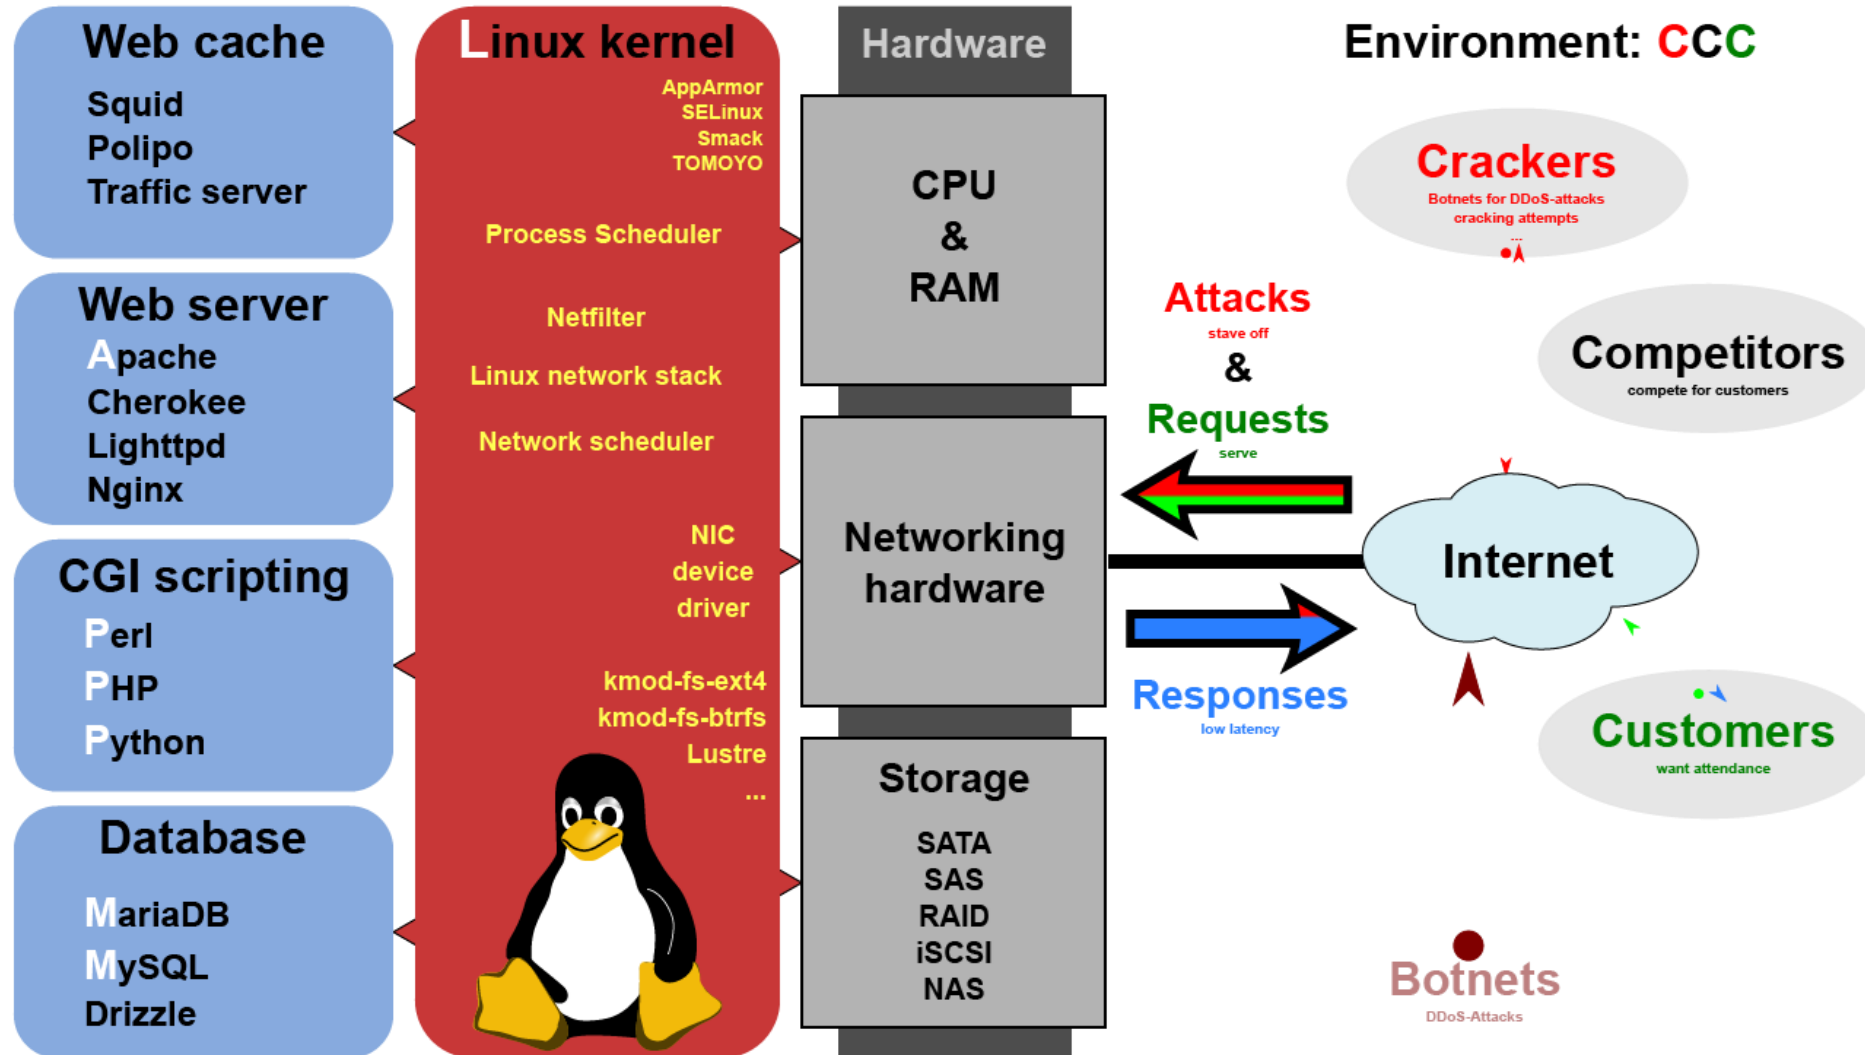 Web cache
Squid
Polipo
Traffic server
Web server
Apache
Cherokee
Lighttpd
Nginx
CGI scripting
Perl
PHP
Python
Database
MariaDB
MySQL
Drizzle
Linux kernel
AppArmor
SELinux
Smack
TOMOYO
Process Scheduler
Netfilter
Linux network stack
Network scheduler
NIC
device
driver
kmod-fs-ext4
kmod-fs-btrfs
Lustre
...
Hardware
CPU
&
RAM
Networking
hardware
Storage
SATA
SAS
RAID
iSCSI
NAS
Environment: CCC
Crackers
Botnets for DDoS-attacks
cracking attempts
...
Attacks
stave off
&
Requests
serve
Competitors
compete for customers
Internet
Responses
low latency
Customers
want attendance
Botnets
DDoS-Attacks